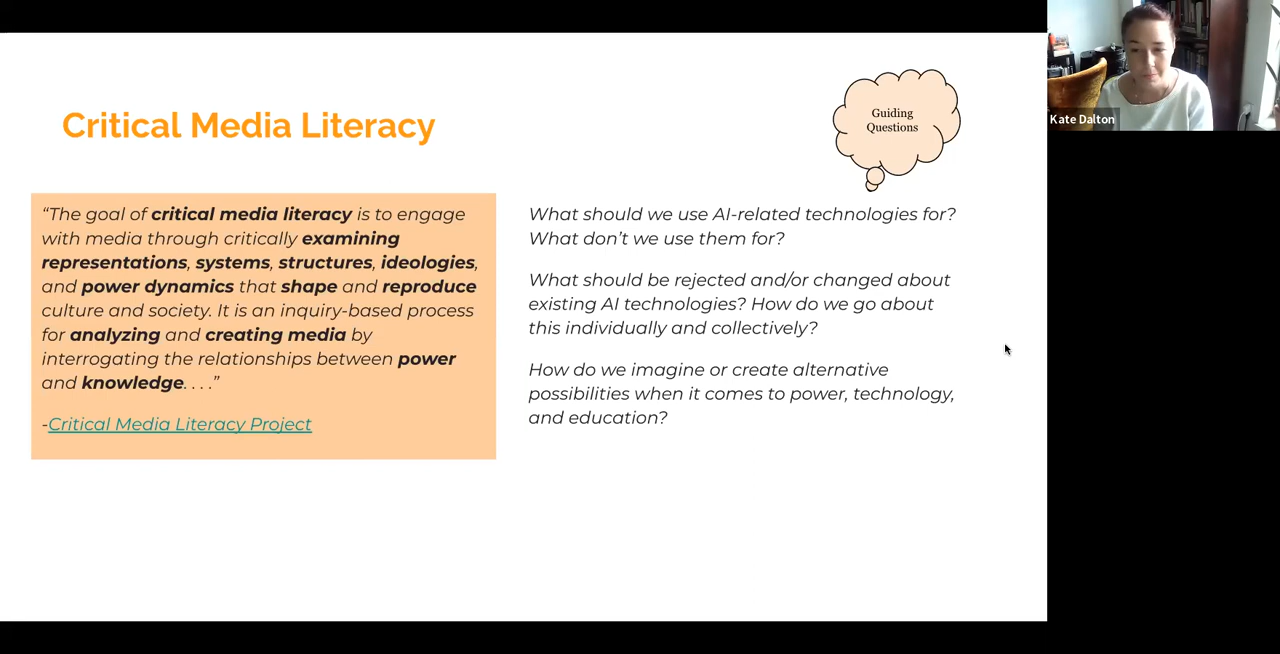 Critical Media Literacy
Guiding
Questions
“The goal of critical media literacy is to engage
with media through critically examining
representations, systems, structures, ideologies,
and power dynamics that shape and reproduce
culture and society. It is an inquiry-based process
for analyzing and creating media by
interrogating the relationships between power
and knowledge. . . .”
-Critical Media Literacy Project
What should we use AI-related technologies for?
What don’t we use them for?
What should be rejected and/or changed about
existing AI technologies? How do we go about
this individually and collectively?
How do we imagine or create alternative
possibilities when it comes to power, technology,
and education?
Kate Dalton